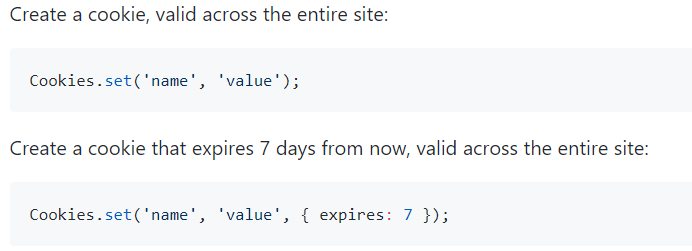 Create a cookie, valid across the entire site:
Cookies.set('name', 'value');
Create a cookie that expires 7 days from now, valid across the entire site:
Cookies.set('name', 'value', { expires: 7 });